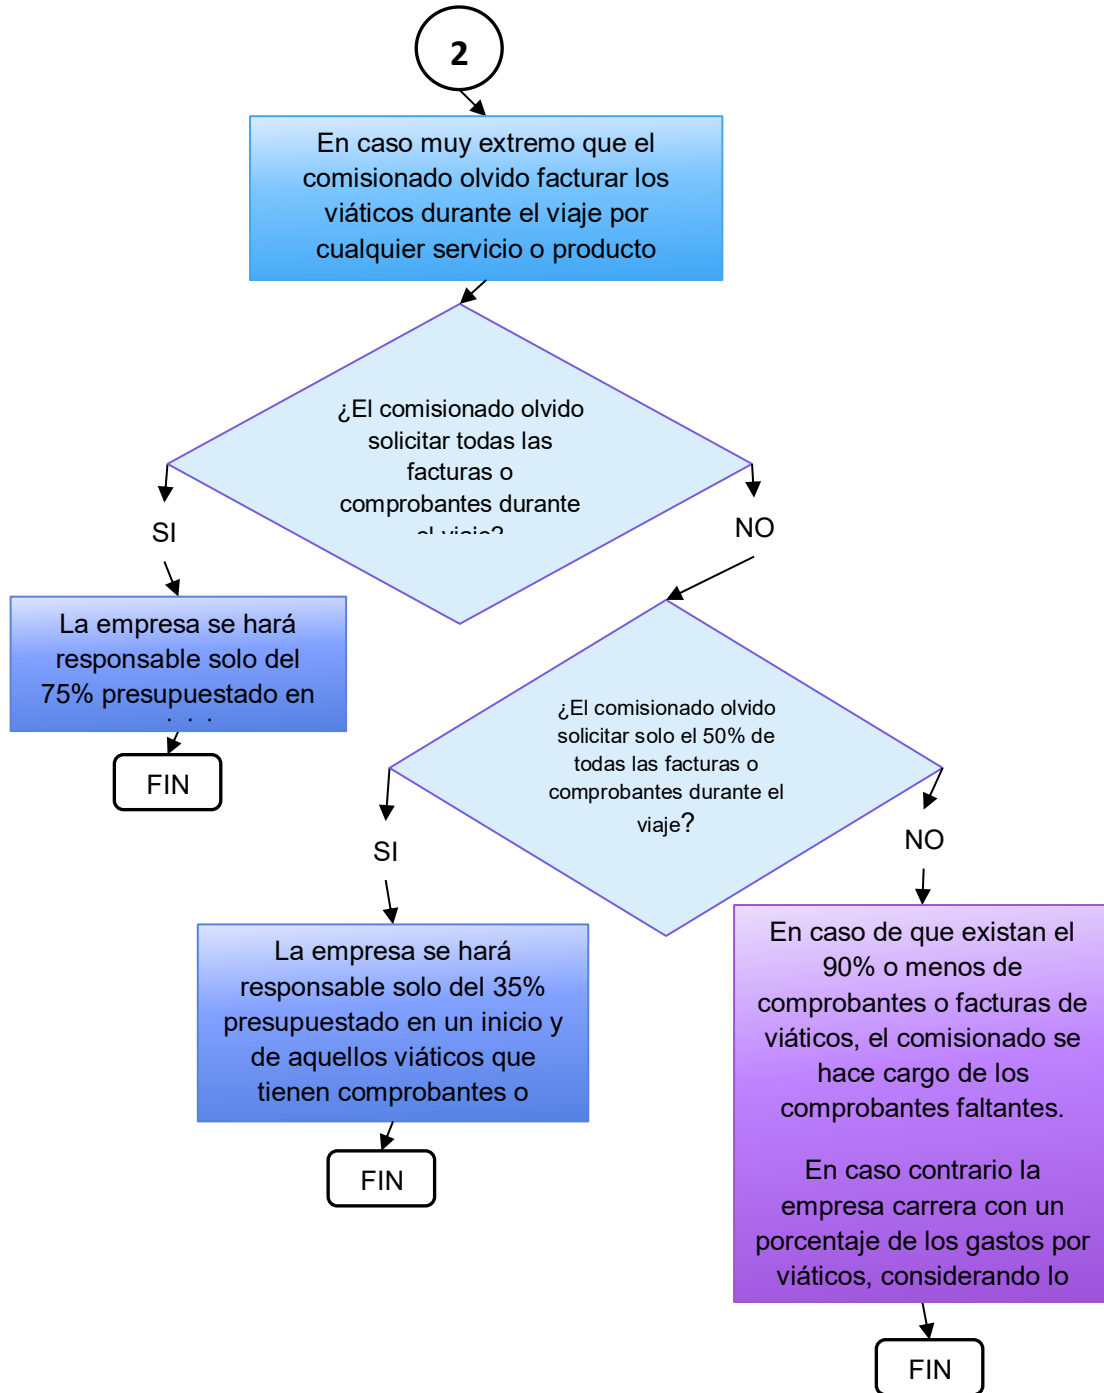 2
En caso muy extremo que el
comisionado olvido facturar los
viáticos durante el viaje por
cualquier servicio o producto
¿El comisionado olvido
solicitar todas las
facturas o
comprobantes durante
el viaje?
SI
NO
La empresa se hará
responsable solo del
75% presupuestado en
FIN
¿El comisionado olvido
solicitar solo el 50% de
todas las facturas o
comprobantes durante el
viaje?
SI
NO
La empresa se hará
responsable solo del 35%
presupuestado en un inicio y
de aquellos viáticos que
tienen comprobantes o
FIN
En caso de que existan el
90% o menos de
comprobantes o facturas de
viáticos, el comisionado se
hace cargo de los
comprobantes faltantes.
En caso contrario la
empresa carrera con un
porcentaje de los gastos por
viáticos, considerando lo
FIN